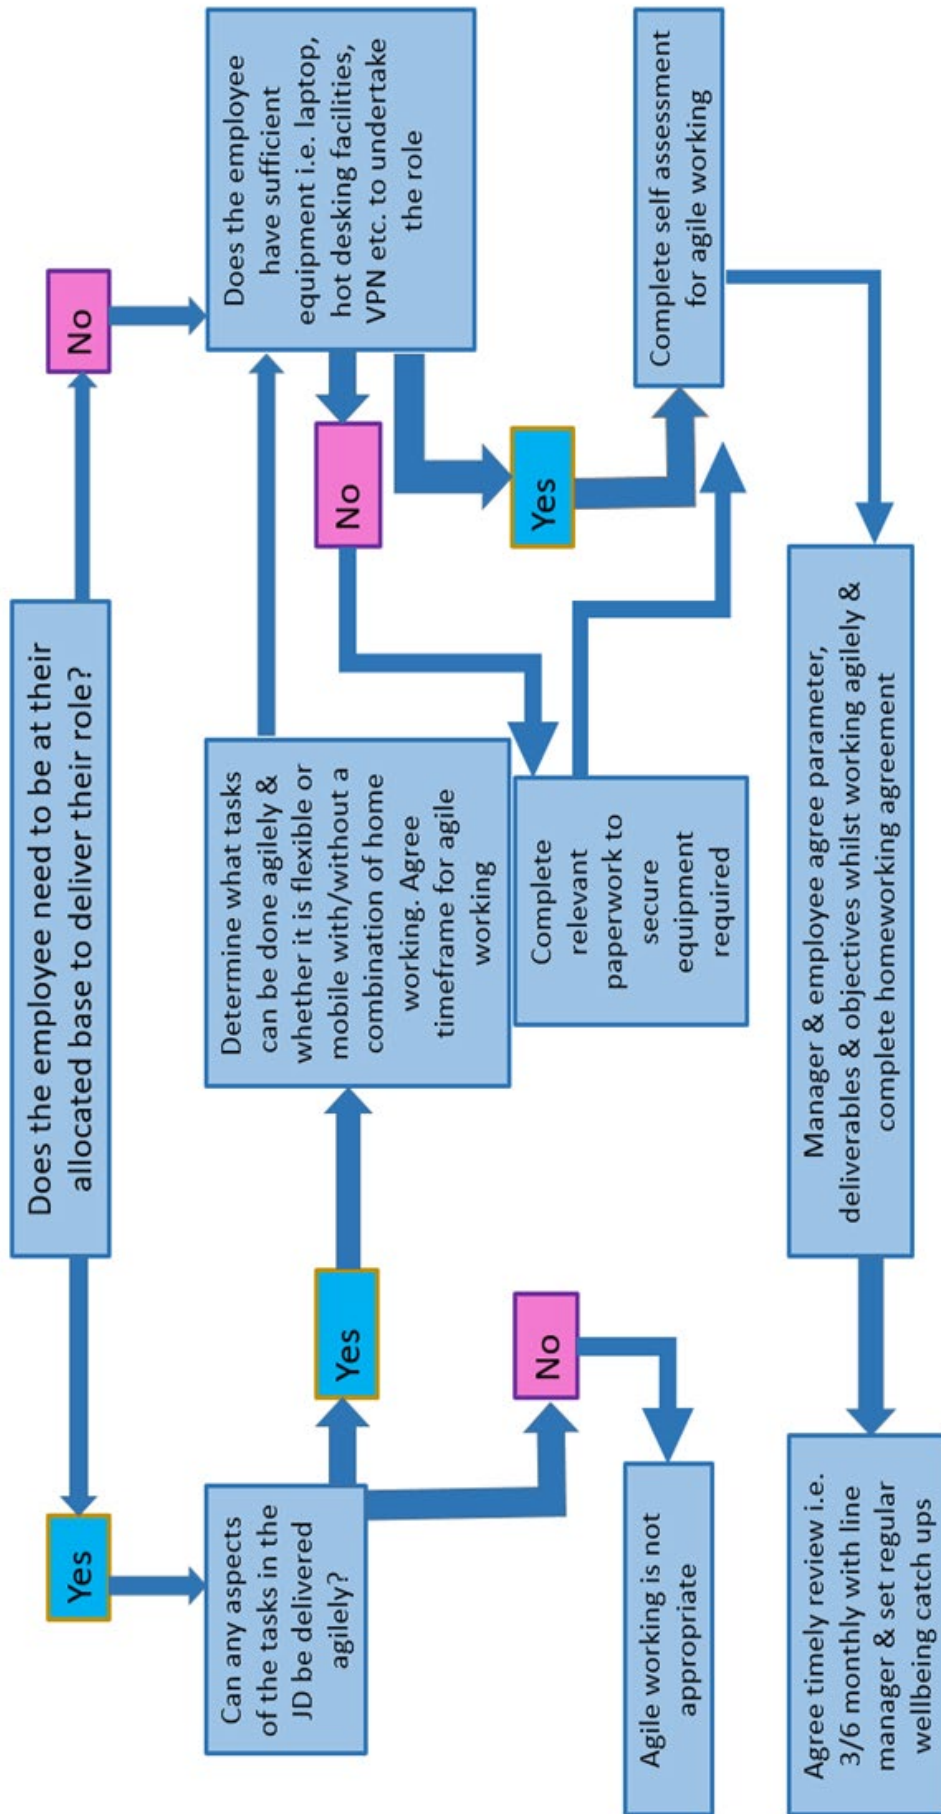 Does the employee need to be at their
allocated base to deliver their role?
Yes
No
Can any aspects
of the tasks in the
JD be delivered
agilely?
Yes
Determine what tasks
can be done agilely &
whether it is flexible or
mobile with/without a
combination of home
working. Agree
timeframe for agile
working
Does the employee
have sufficient
equipment i.e. laptop,
hot desking facilities,
VPN etc. to undertake
the role
No
No
Complete
relevant
paperwork to
secure
equipment
required
Yes
Agile working is not
appropriate
Complete self assessment
for agile working
Agree timely review i.e.
3/6 monthly with line
manager & set regular
wellbeing catch ups
Manager & employee agree parameter,
deliverables & objectives whilst working agilely &
complete homeworking agreement